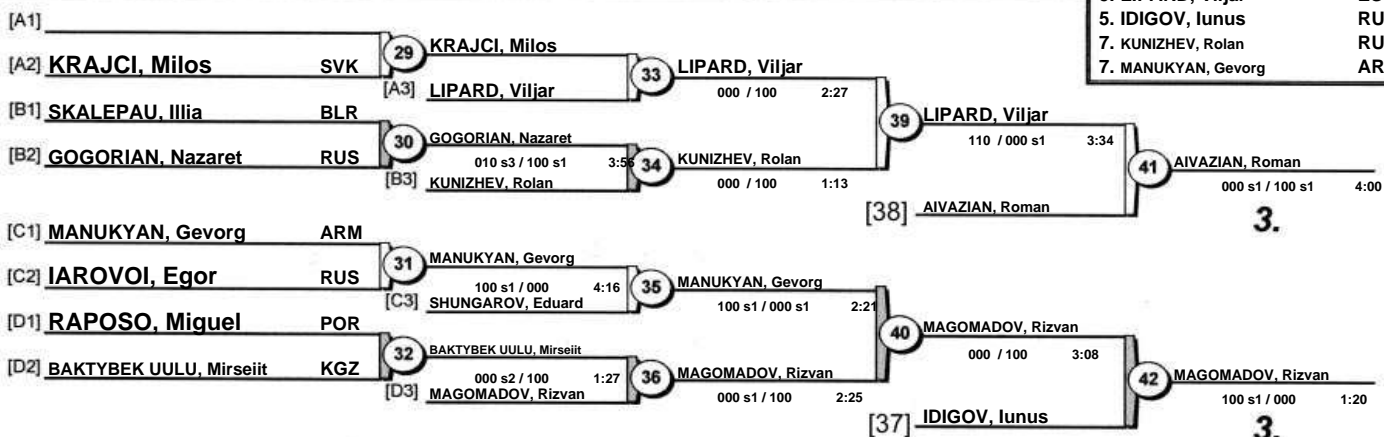 5. IDIGOV, Iunus RU
7. KUNIZHEV, Rolan RU
7. MANUKYAN, Gevorg AR
[A1]
[A2] KRAJCI, Milos SVK
29
KRAJCI, Milos
[A3] LIPARD, Viljar
33
LIPARD, Viljar
000 / 100 2:27
[B1] SKALEPAU, Illia BLR
[B2] GOGORIAN, Nazaret RUS
30
GOGORIAN, Nazaret
010 s3 / 100 s1 3:56
[B3] KUNIZHEV, Rolan
34
KUNIZHEV, Rolan
000 / 100 1:13
39
LIPARD, Viljar
110 / 000 s1 3:34
[38] AIVAZIAN, Roman
41
AIVAZIAN, Roman
000 s1 / 100 s1 4:00
3.
[C1] MANUKYAN, Gevorg ARM
[C2] IAROVOI, Egor RUS
31
MANUKYAN, Gevorg
100 s1 / 000 4:16
[C3] SHUNGAROV, Eduard
35
MANUKYAN, Gevorg
100 s1 / 000 s1 2:21
[D1] RAPOSO, Miguel POR
[D2] BAKTYBEK UULU, Mirseiit KGZ
32
BAKTYBEK UULU, Mirseiit
000 s2 / 100 1:27
[D3] MAGOMADOV, Rizvan
36
MAGOMADOV, Rizvan
000 s1 / 100 2:25
40
MAGOMADOV, Rizvan
000 / 100 3:08
[37] IDIGOV, Iunus
42
MAGOMADOV, Rizvan
100 s1 / 000 1:20
3.